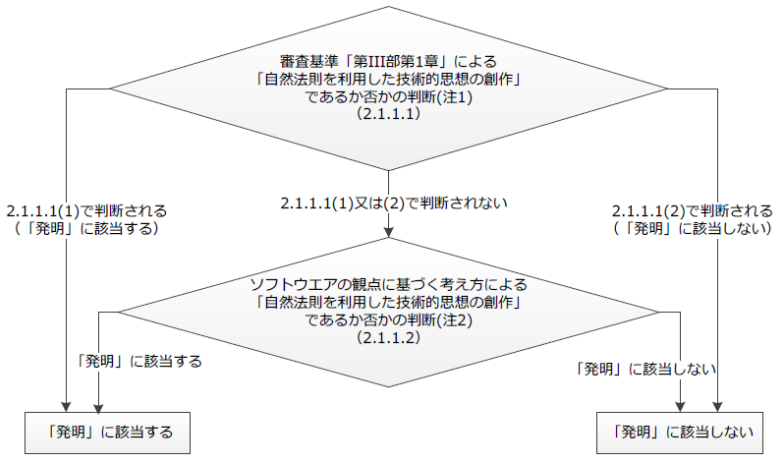 審査基準「第III部第1章」による
「自然法則を利用した技術的思想の創作」
であるか否かの判断(注1)
（2.1.1.1）
2.1.1.1(1)で判断される
（「発明」に該当する）
2.1.1.1(1)又は(2)で判断されない
2.1.1.1(2)で判断される
（「発明」に該当しない）
ソフトウエアの観点に基づく考え方による
「自然法則を利用した技術的思想の創作」
であるか否かの判断(注2)
（2.1.1.2）
「発明」に該当する
「発明」に該当しない
「発明」に該当する
「発明」に該当しない